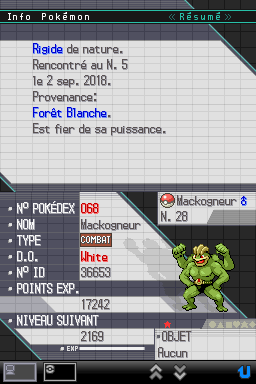 Info Pokémon
Résumé
Rigide de nature.
Rencontré au N. 5
le 2 sep. 2018.
Provenance:
Forêt Blanche.
Est fier de sa puissance.
Mackogneur ♂
N. 28
Nº POKÉDEX 068
NOM Mackogneur
TYPE COMBAT
D.O. White
Nº ID 36653
POINTS EXP.
17242
NIVEAU SUIVANT
2169
EXP
OBJET
Aucun